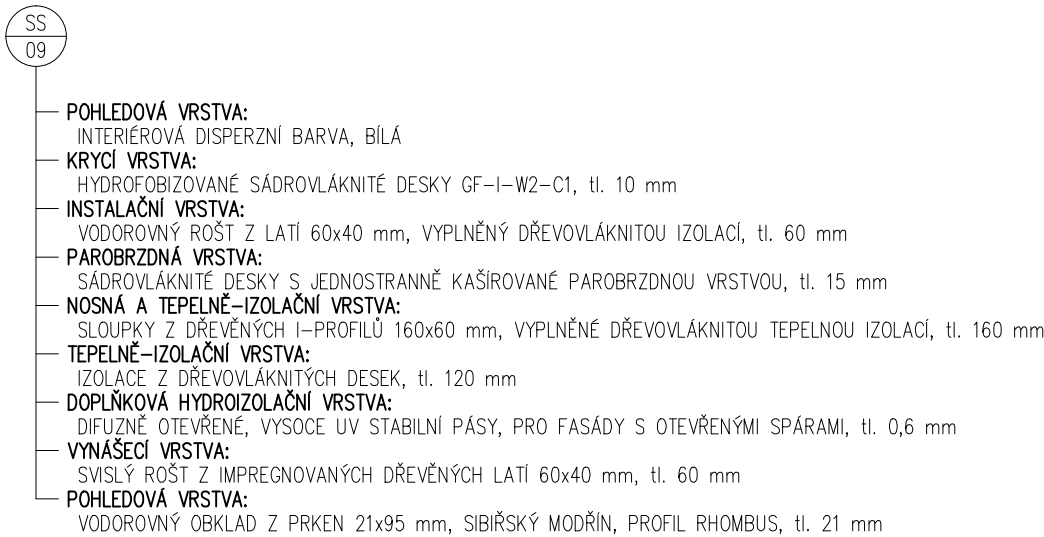 SS
09
POHLEDOVÁ VRSTVA:
INTERIÉROVÁ DISPERZNÍ BARVA, BÍLÁ
KRYCÍ VRSTVA:
HYDROFOBIZOVANÉ SÁDROVLÁKNITÉ DESKY GF-I-W2-C1, tl. 10 mm
INSTALAČNÍ VRSTVA:
VODOROVNÝ ROŠT Z LATÍ 60x40 mm, VYPLNĚNÝ DŘEVOVLÁKNITOU IZOLACÍ, tl. 60 mm
PAROBRZDNÁ VRSTVA:
SÁDROVLÁKNITÉ DESKY S JEDNOSTRANNĚ KAŠÍROVANÉ PAROBRZDNOU VRSTVOU, tl. 15 mm
NOSNÁ A TEPELNĚ-IZOLAČNÍ VRSTVA:
SLOUPKY Z DŘEVĚNÝCH I-PROFILŮ 160x60 mm, VYPLNĚNÉ DŘEVOVLÁKNITOU TEPELNOU IZOLACÍ, tl. 160 mm
TEPELNĚ-IZOLAČNÍ VRSTVA:
IZOLACE Z DŘEVOVLÁKNITÝCH DESEK, tl. 120 mm
DOPLŇKOVÁ HYDROIZOLAČNÍ VRSTVA:
DIFUZNĚ OTEVŘENÉ, VYSOCE UV STABILNÍ PÁSY, PRO FASÁDY S OTEVŘENÝMI SPÁRAMI, tl. 0,6 mm
VYNÁŠECÍ VRSTVA:
SVISLÝ ROŠT Z IMPREGNOVANÝCH DŘEVĚNÝCH LATÍ 60x40 mm, tl. 60 mm
POHLEDOVÁ VRSTVA:
VODOROVNÝ OBKLAD Z PRKEN 21x95 mm, SIBIŘSKÝ MODŘÍN, PROFIL RHOMBUS, tl. 21 mm